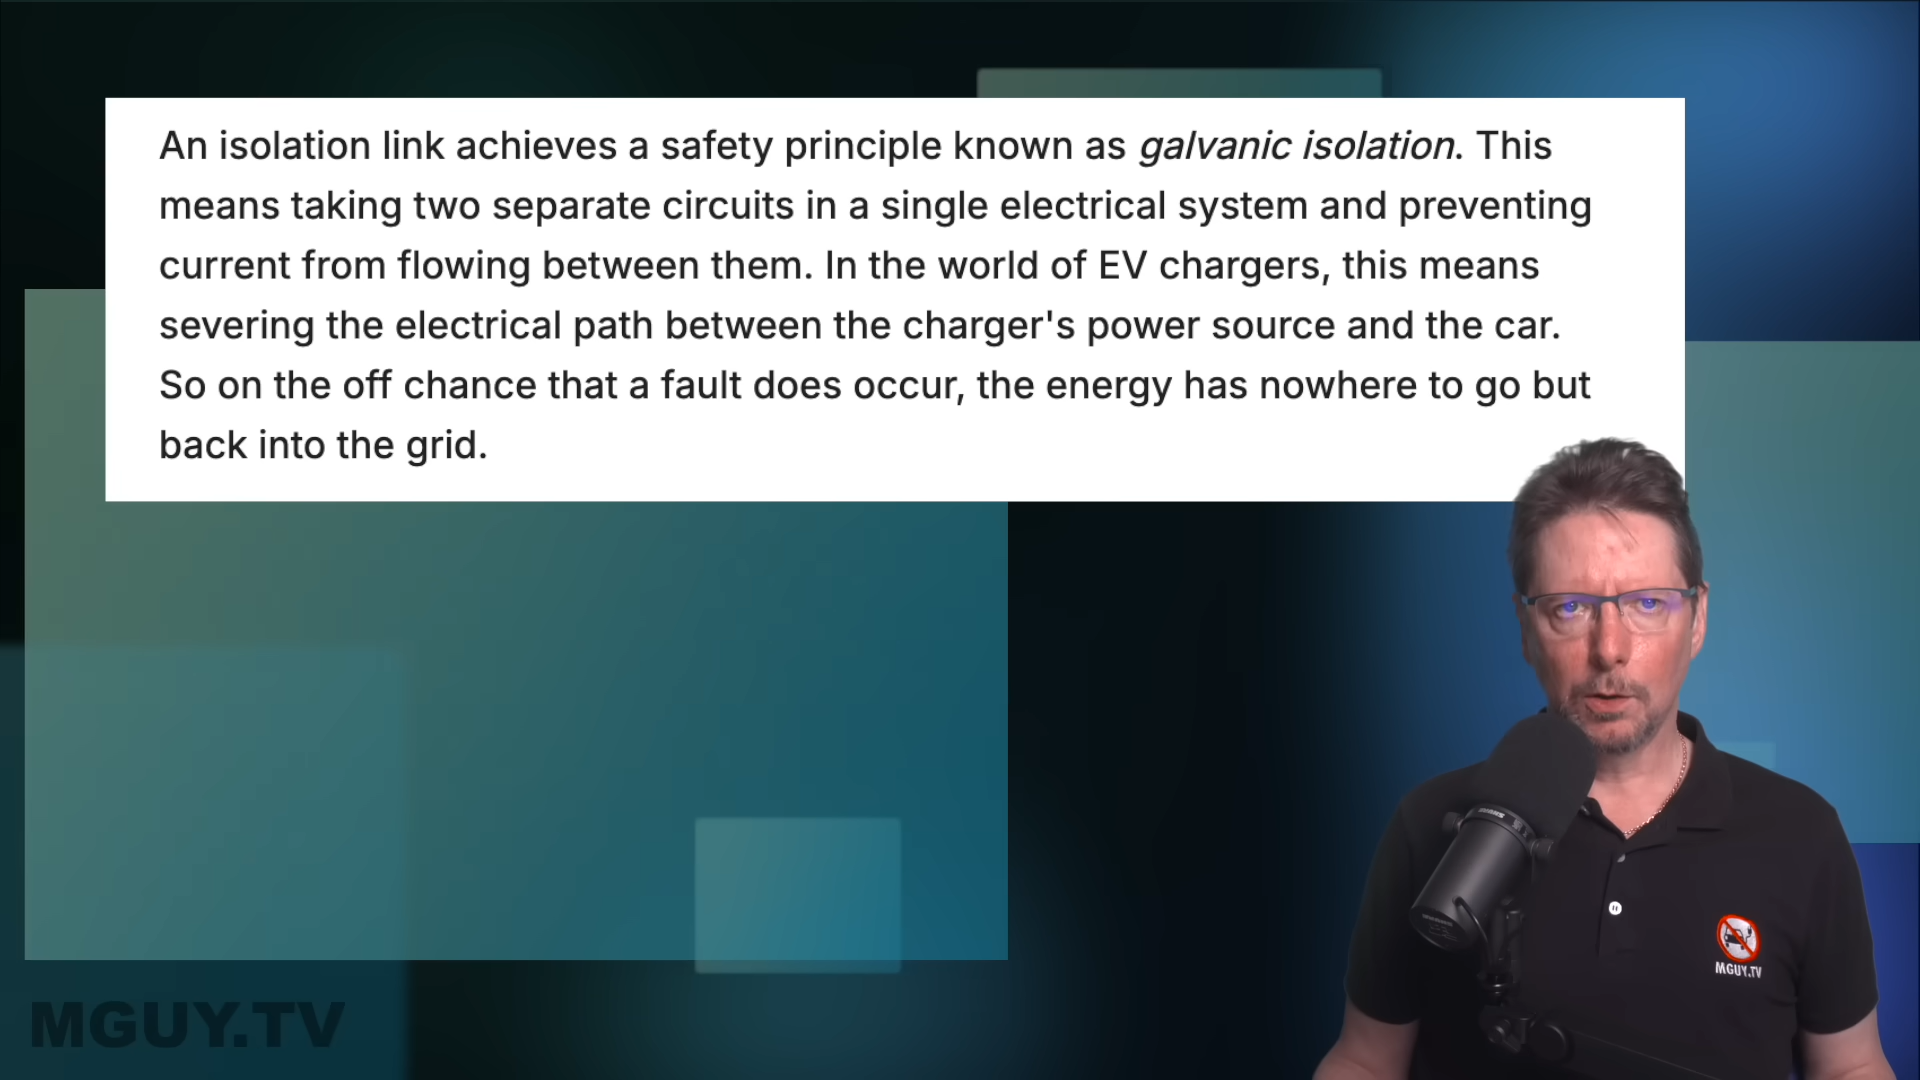 An isolation link achieves a safety principle known as galvanic isolation. This
means taking two separate circuits in a single electrical system and preventing
current from flowing between them. In the world of EV chargers, this means
severing the electrical path between the charger's power source and the car.
So on the off chance that a fault does occur, the energy has nowhere to go but
back into the grid.
MGUY.TV
MGUY.TV